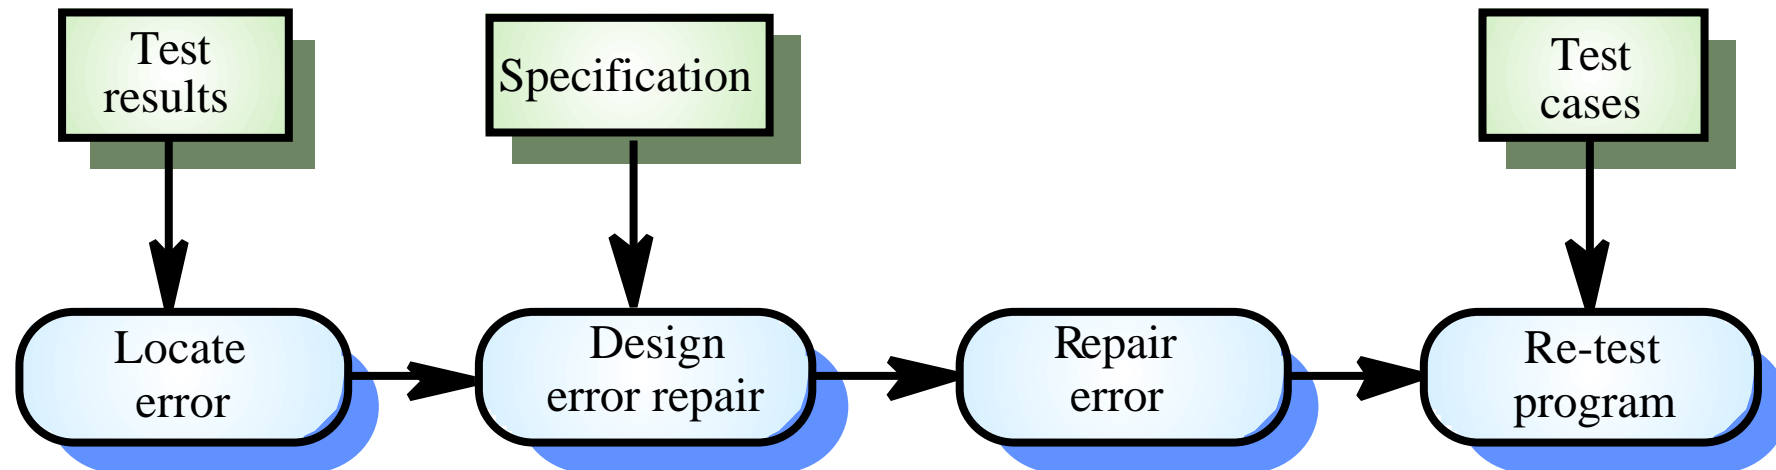 Test
results
Specification
Test
cases
Locate
error
Design
error repair
Repair
error
Re-test
program